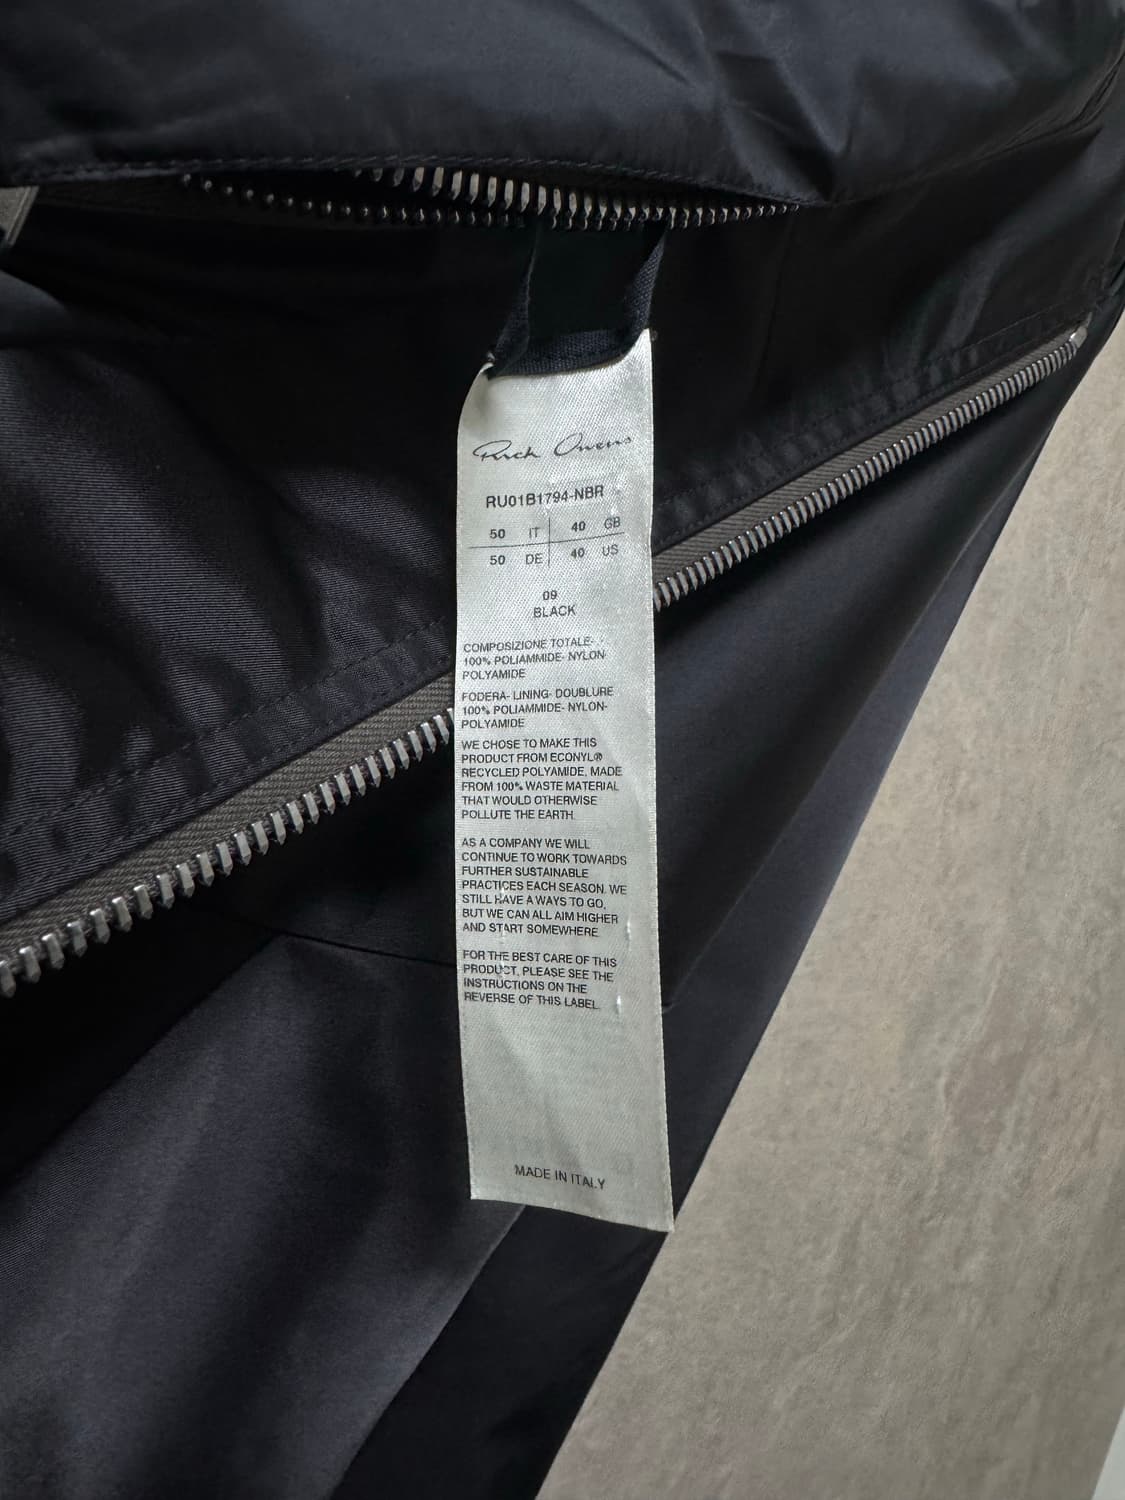 Rick Owens
RU01B1794-NBR
50 IT 40 GB
50 DE 40 US
09
BLACK
COMPOSIZIONE TOTALE-
100% POLIAMMIDE- NYLON-
POLYAMIDE
FODERA- LINING- DOUBLURE
100% POLIAMMIDE- NYLON-
POLYAMIDE
WE CHOSE TO MAKE THIS
PRODUCT FROM ECONYL®
RECYCLED POLYAMIDE, MADE
FROM 100% WASTE MATERIAL
THAT WOULD OTHERWISE
POLLUTE THE EARTH.
AS A COMPANY WE WILL
CONTINUE TO WORK TOWARDS
FURTHER SUSTAINABLE
PRACTICES EACH SEASON. WE
STILL HAVE A WAYS TO GO,
BUT WE CAN ALL AIM HIGHER
AND START SOMEWHERE.
FOR THE BEST CARE OF THIS
PRODUCT, PLEASE SEE THE
INSTRUCTIONS ON THE
REVERSE OF THIS LABEL.
MADE IN ITALY